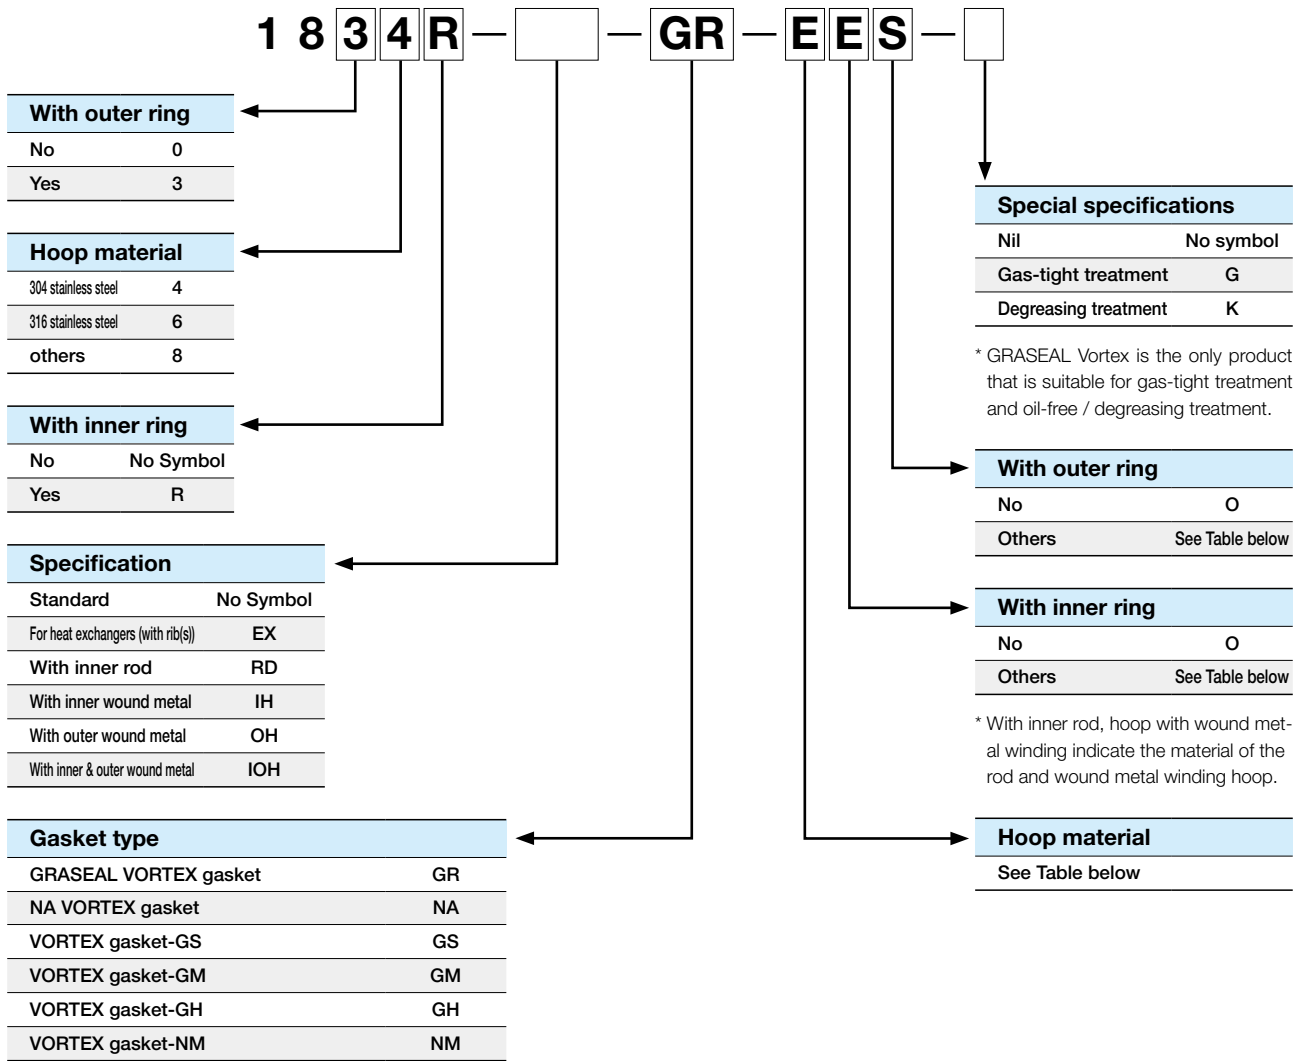 1 8 3 4 R — — GR — E E S —
With outer ring
No 0
Yes 3
Hoop material
304 stainless steel 4
316 stainless steel 6
others 8
With inner ring
No No Symbol
Yes R
Specification
Standard No Symbol
For heat exchangers (with rib(s)) EX
With inner rod RD
With inner wound metal IH
With outer wound metal OH
With inner & outer wound metal IOH
Gasket type
GRASEAL VORTEX gasket GR
NA VORTEX gasket NA
VORTEX gasket-GS GS
VORTEX gasket-GM GM
VORTEX gasket-GH GH
VORTEX gasket-NM NM
Special specifications
Nil No symbol
Gas-tight treatment G
Degreasing treatment K
* GRASEAL Vortex is the only product
that is suitable for gas-tight treatment
and oil-free / degreasing treatment.
With outer ring
No O
Others See Table below
With inner ring
No O
Others See Table below
* With inner rod, hoop with wound met-
al winding indicate the material of the
rod and wound metal winding hoop.
Hoop material
See Table below